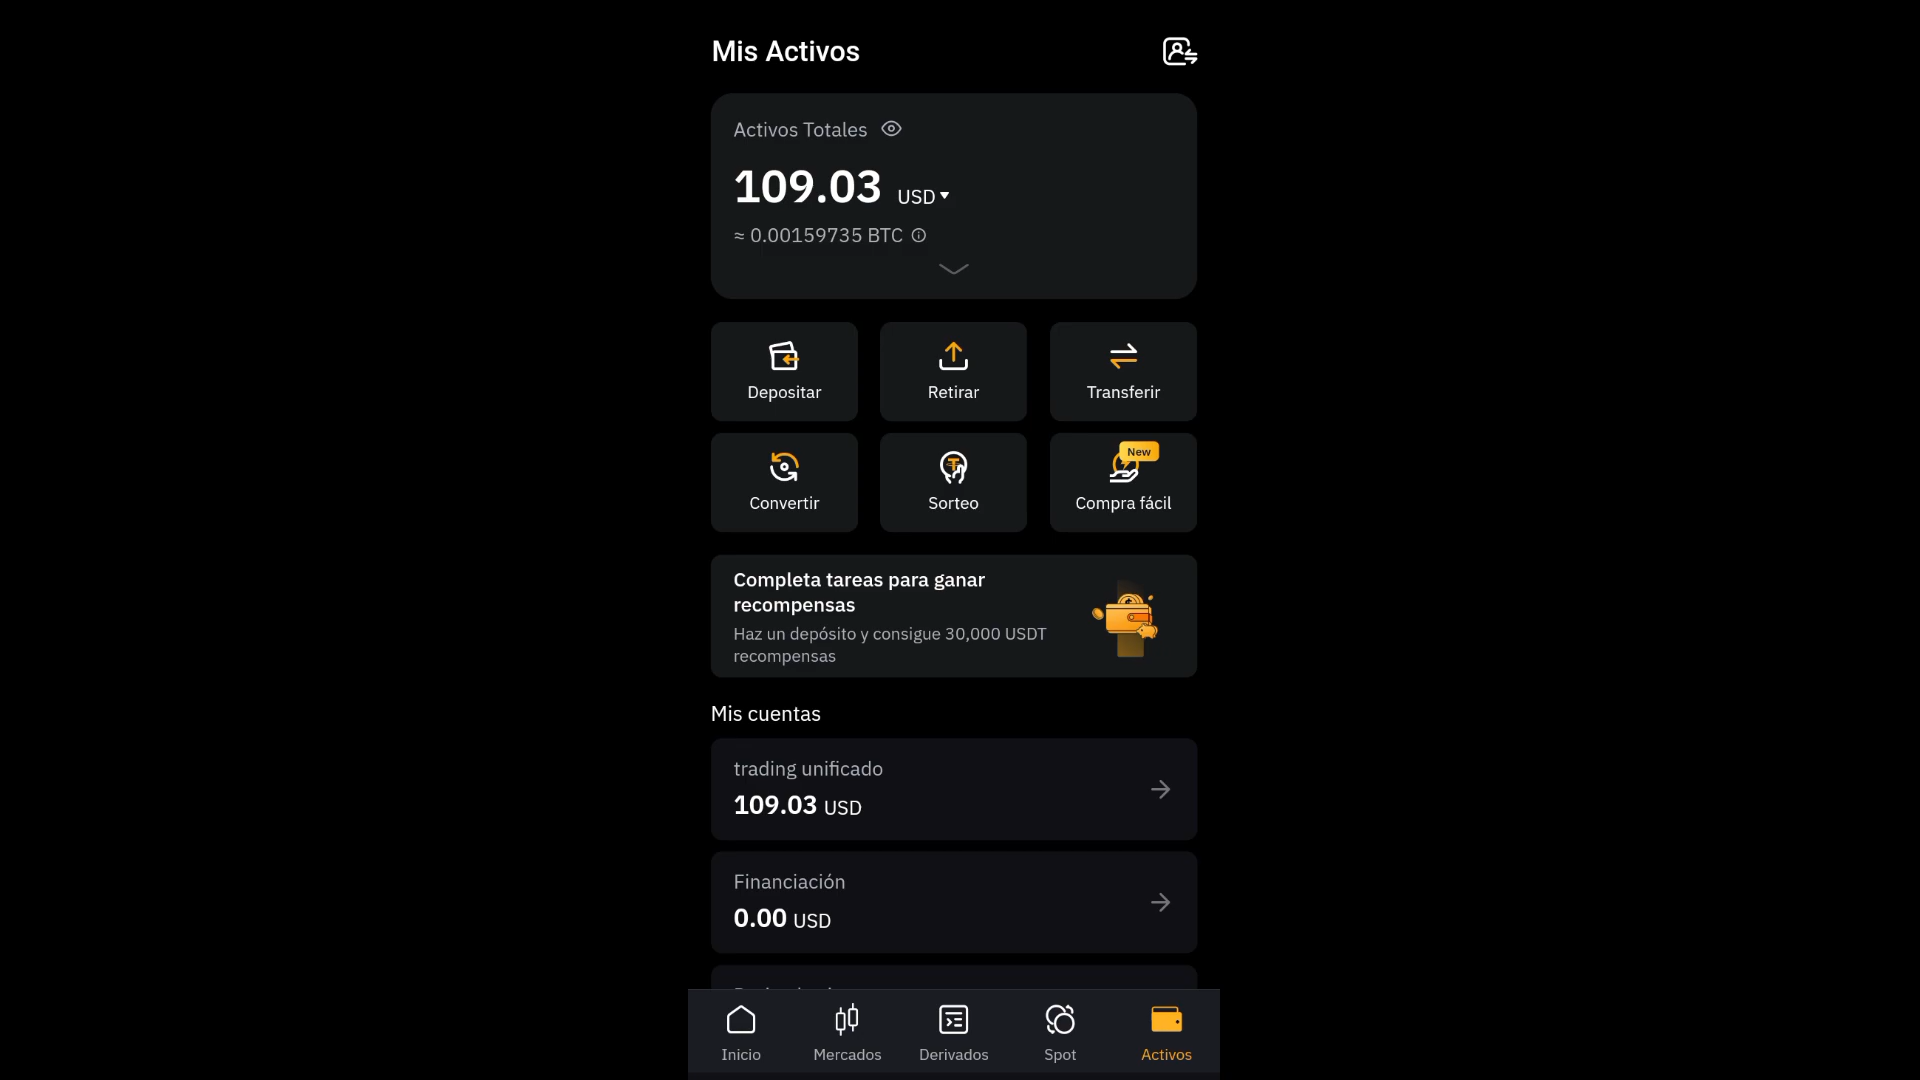 Mis Activos
Activos Totales
109.03 USD
≈ 0.00159735 BTC
Depositar Retirar Transferir
New
Convertir Sorteo Compra fácil
Completa tareas para ganar
recompensas
Haz un depósito y consigue 30,000 USDT
recompensas
Mis cuentas
trading unificado
109.03 USD
Financiación
0.00 USD
Inicio Mercados Derivados Spot Activos